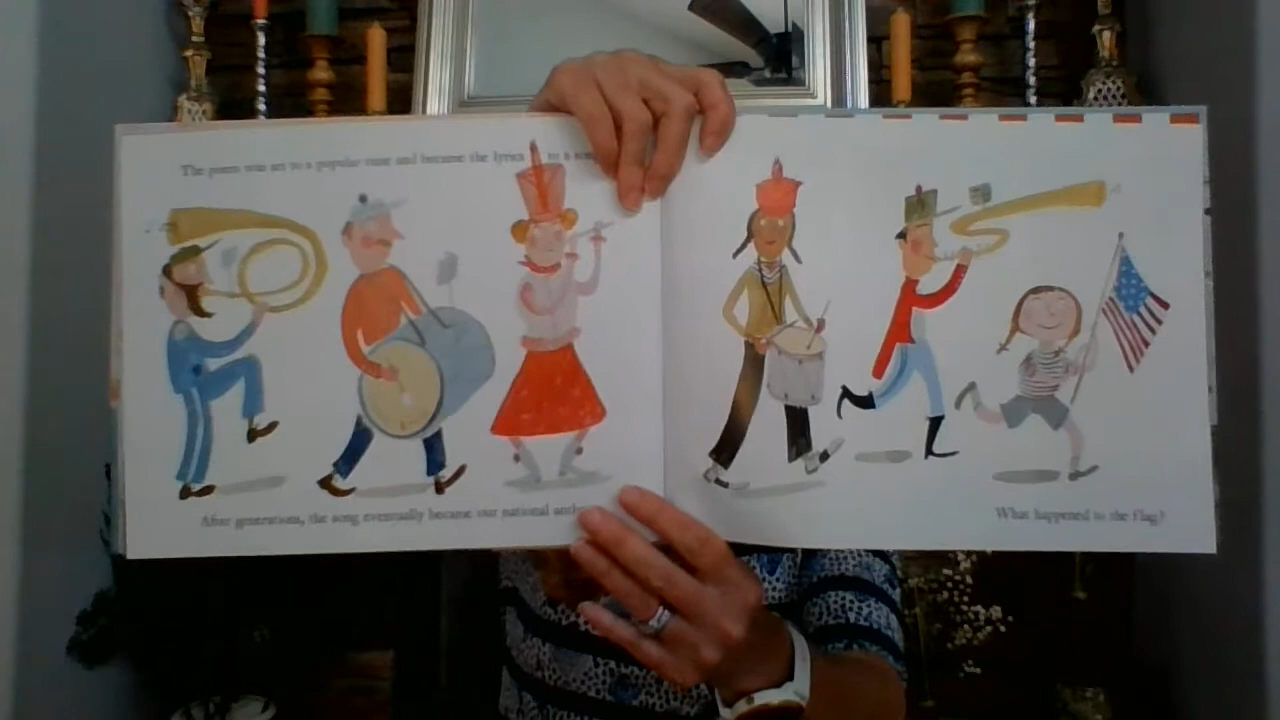 The poem was set to a popular tune and became the lyrics to a song
After generations, the song eventually became our national
What happened to the flag?